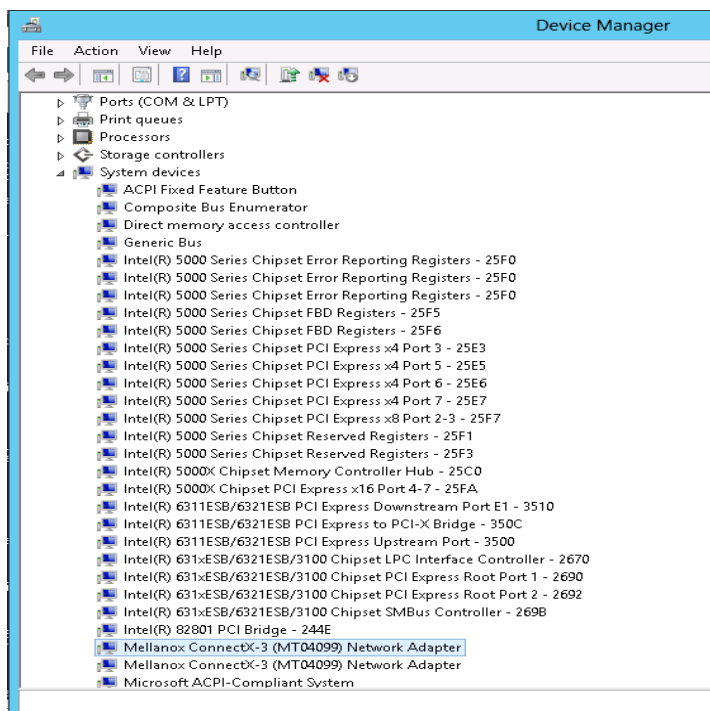 Device Manager
File Action View Help
Ports (COM & LPT)
Print queues
Processors
Storage controllers
System devices
ACPI Fixed Feature Button
Composite Bus Enumerator
Direct memory access controller
Generic Bus
Intel(R) 5000 Series Chipset Error Reporting Registers - 25F0
Intel(R) 5000 Series Chipset Error Reporting Registers - 25F0
Intel(R) 5000 Series Chipset Error Reporting Registers - 25F0
Intel(R) 5000 Series Chipset FBD Registers - 25F5
Intel(R) 5000 Series Chipset FBD Registers - 25F6
Intel(R) 5000 Series Chipset PCI Express x4 Port 3 - 25E3
Intel(R) 5000 Series Chipset PCI Express x4 Port 5 - 25E5
Intel(R) 5000 Series Chipset PCI Express x4 Port 6 - 25E6
Intel(R) 5000 Series Chipset PCI Express x4 Port 7 - 25E7
Intel(R) 5000 Series Chipset PCI Express x8 Port 2-3 - 25F7
Intel(R) 5000 Series Chipset Reserved Registers - 25F1
Intel(R) 5000 Series Chipset Reserved Registers - 25F3
Intel(R) 5000X Chipset Memory Controller Hub - 25C0
Intel(R) 5000X Chipset PCI Express x16 Port 4-7 - 25FA
Intel(R) 6311ESB/6321ESB PCI Express Downstream Port E1 - 3510
Intel(R) 6311ESB/6321ESB PCI Express to PCI-X Bridge - 350C
Intel(R) 6311ESB/6321ESB PCI Express Upstream Port - 3500
Intel(R) 631xESB/6321ESB/3100 Chipset LPC Interface Controller - 2670
Intel(R) 631xESB/6321ESB/3100 Chipset PCI Express Root Port 1 - 2690
Intel(R) 631xESB/6321ESB/3100 Chipset PCI Express Root Port 2 - 2692
Intel(R) 631xESB/6321ESB/3100 Chipset SMBus Controller - 269B
Intel(R) 82801 PCI Bridge - 244E
Mellanox ConnectX-3 (MT04099) Network Adapter
Mellanox ConnectX-3 (MT04099) Network Adapter
Microsoft ACPI-Compliant System